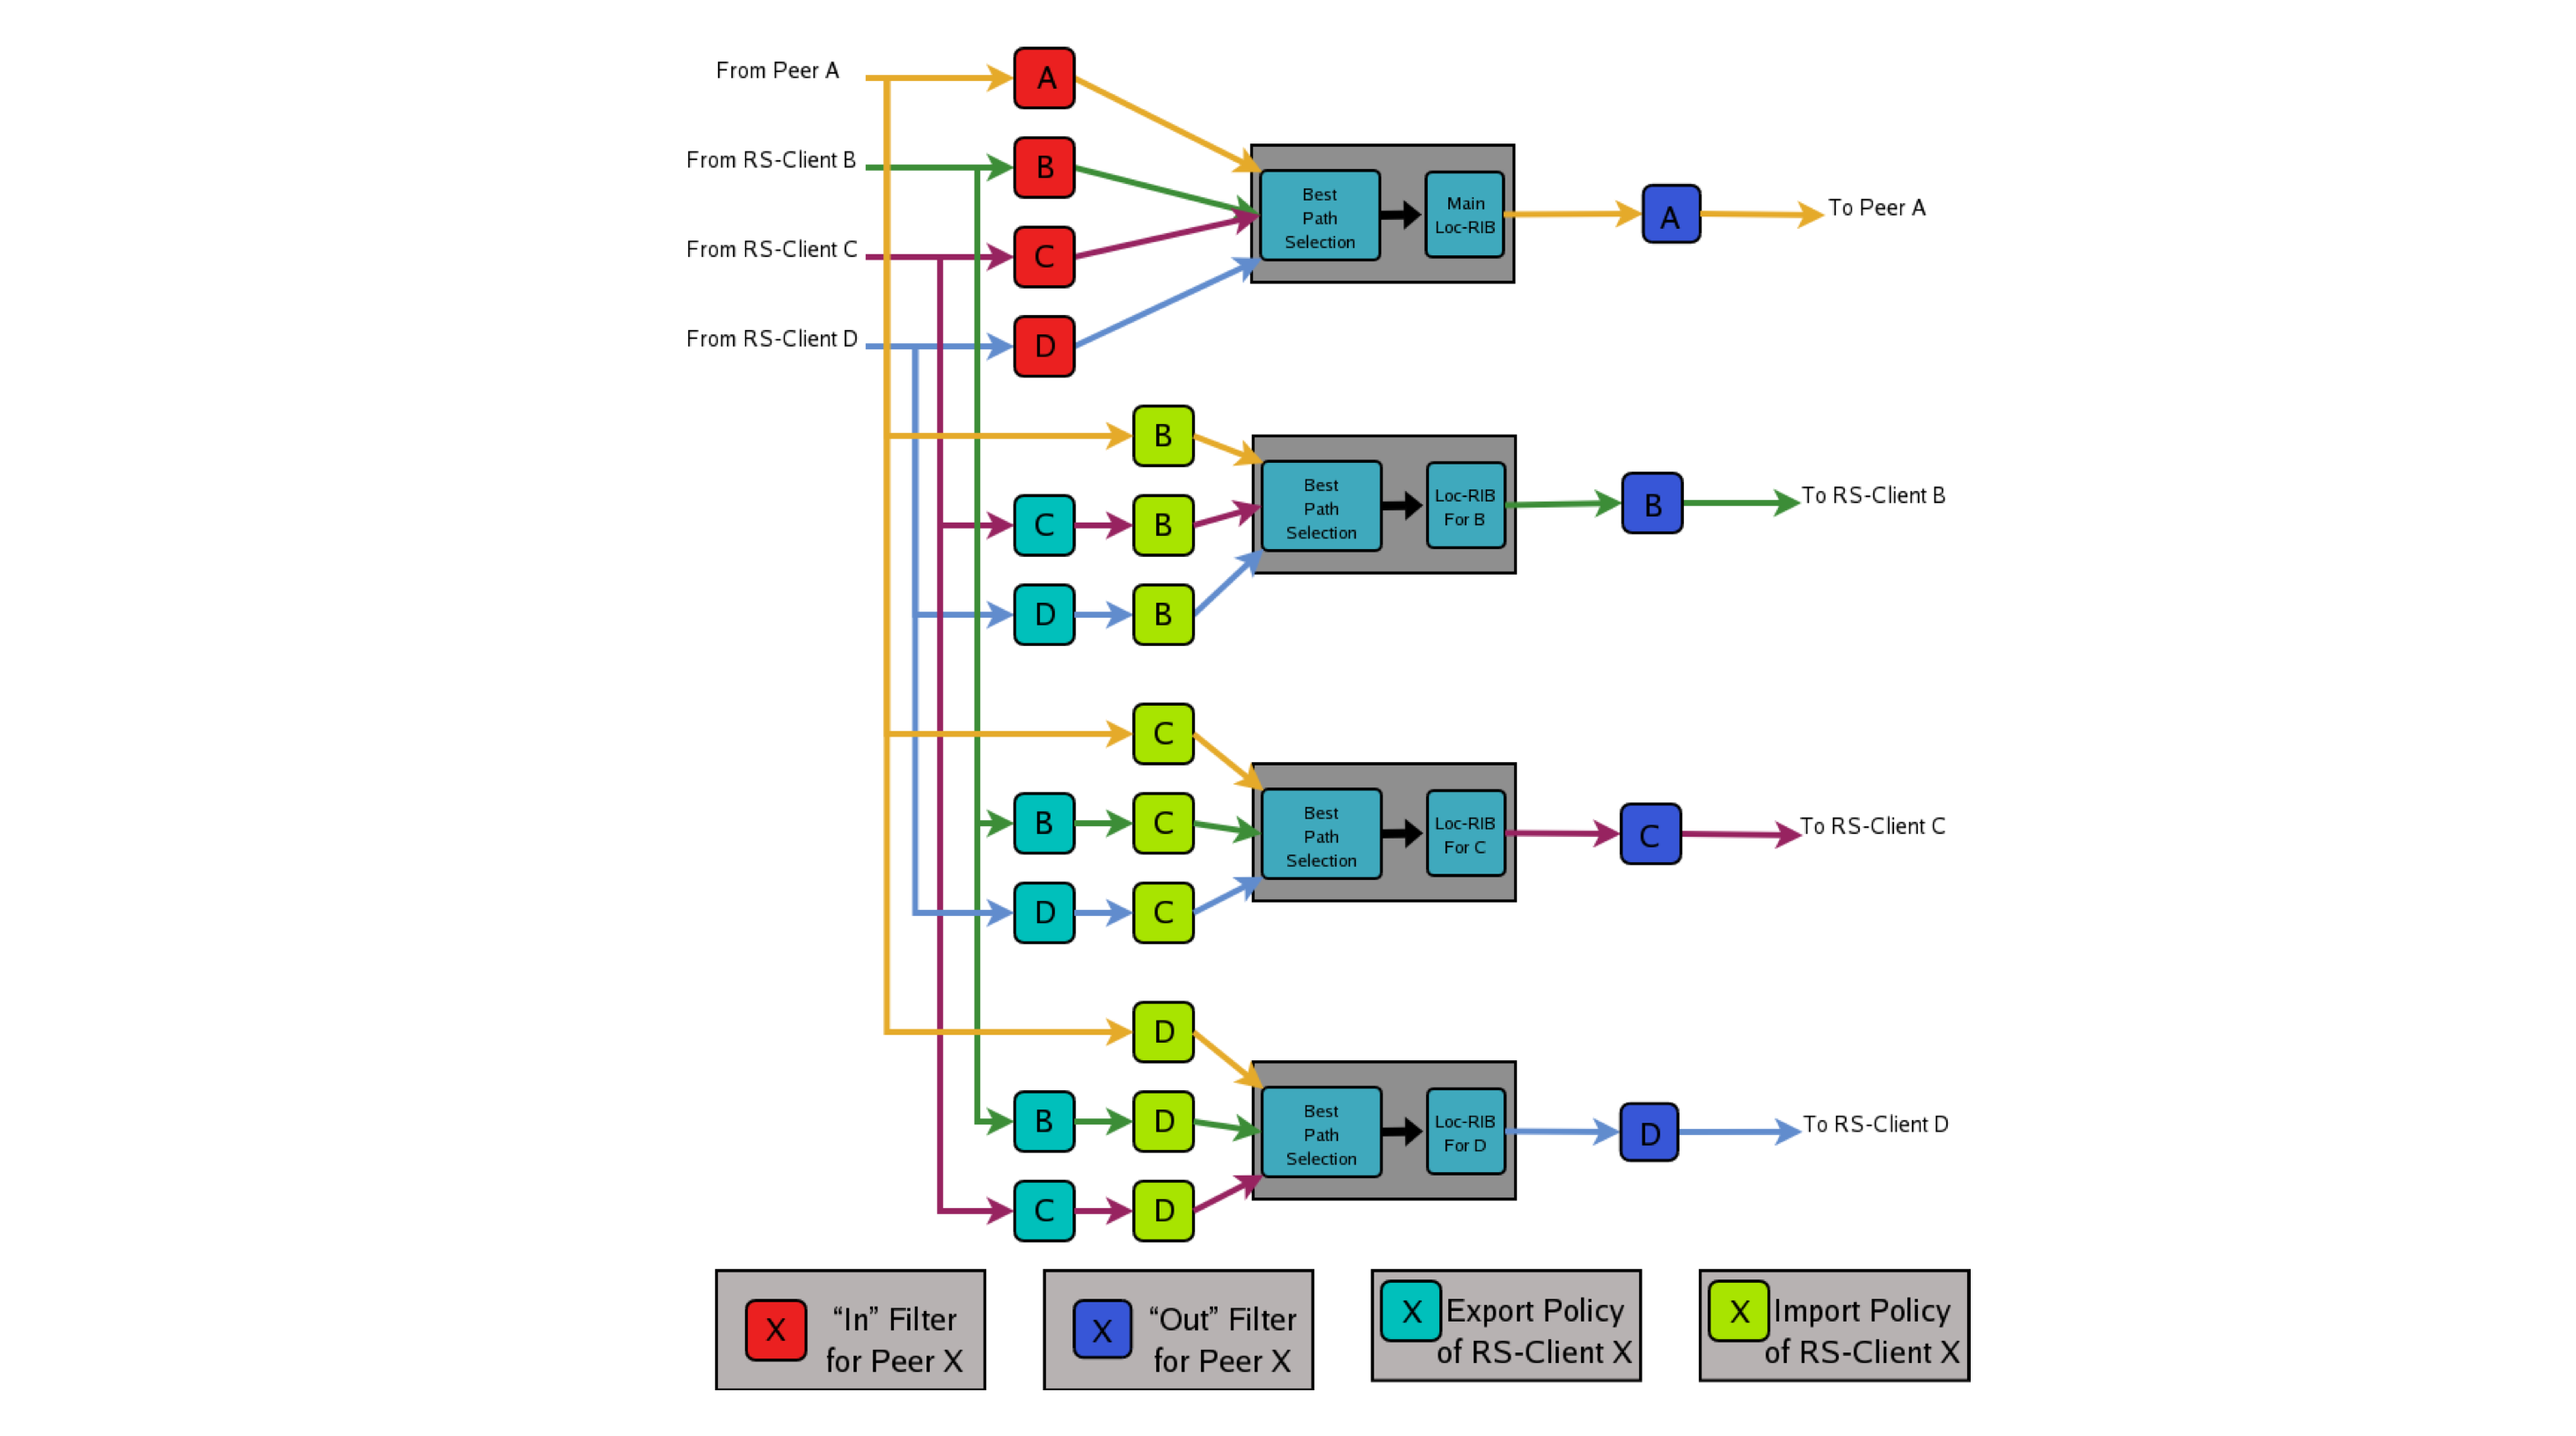 From Peer A
A
From RS-Client B
B
From RS-Client C
C
From RS-Client D
D
Best
Path
Selection
Main
Loc-RIB
A
To Peer A
B
C
B
D
B
Best
Path
Selection
Loc-RIB
For B
B
To RS-Client B
C
B
C
D
C
Best
Path
Selection
Loc-RIB
For C
C
To RS-Client C
D
B
D
C
D
Best
Path
Selection
Loc-RIB
For D
D
To RS-Client D
X
“In” Filter
for Peer X
X
“Out” Filter
for Peer X
X
Export Policy
of RS-Client X
X
Import Policy
of RS-Client X